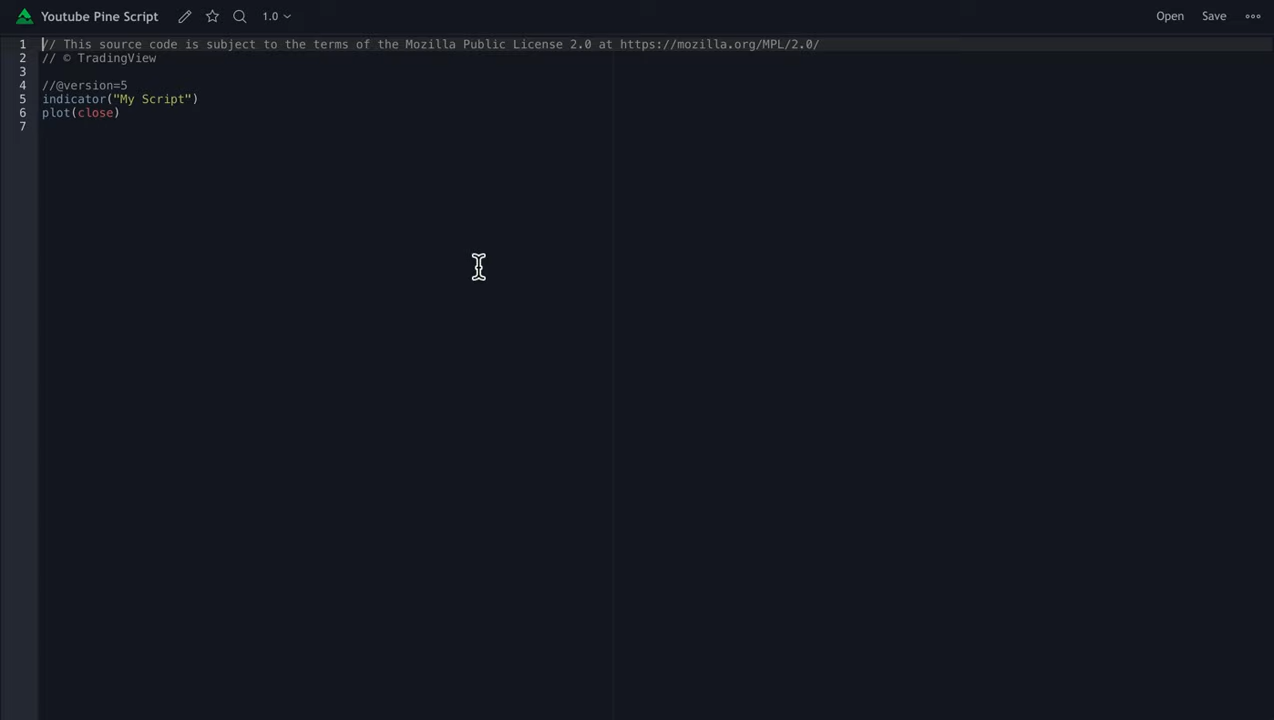 Youtube Pine Script 1.0 Open Save
1 // This source code is subject to the terms of the Mozilla Public License 2.0 at https://mozilla.org/MPL/2.0/
2 // © TradingView
3
4 //@version=5
5 indicator("My Script")
6 plot(close)
7